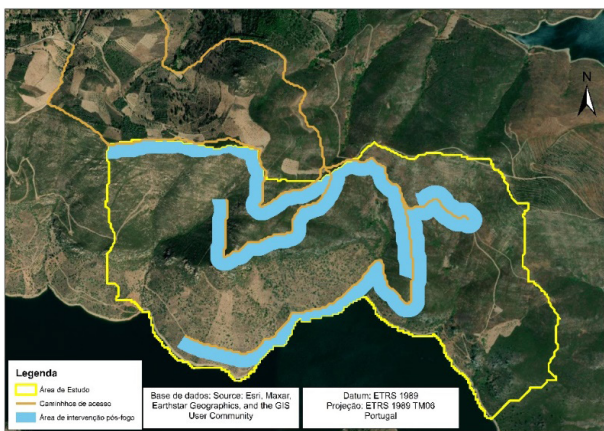 N
Legenda
Área de Estudo
Caminhos de acesso
Área de intervenção pós-fogo
Base de dados: Source: Esri, Maxar,
Earthstar Geographics, and the GIS
User Community
Datum: ETRS 1989
Projeção: ETRS 1989 TM06
Portugal